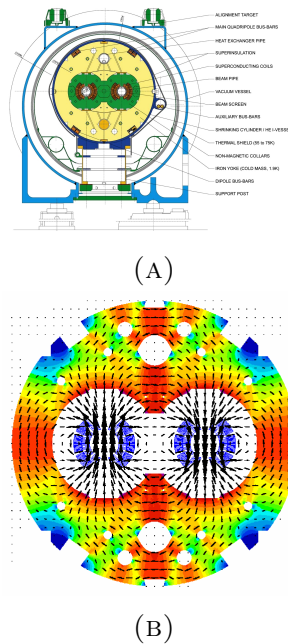 ALIGNMENT TARGET
MAIN QUADRIPOLE BUS-BARS
HEAT EXCHANGER PIPE
SUPERINSULATION
SUPERCONDUCTING COILS
BEAM PIPE
VACUUM VESSEL
BEAM SCREEN
AUXILIARY BUS-BARS
SHRINKING CYLINDER / HE I-VESSEL
THERMAL SHIELD (55 to 75K)
NON-MAGNETIC COLLARS
IRON YOKE (COLD MASS, 1.9K)
DIPOLE BUS-BARS
SUPPORT POST
(A)
(B)